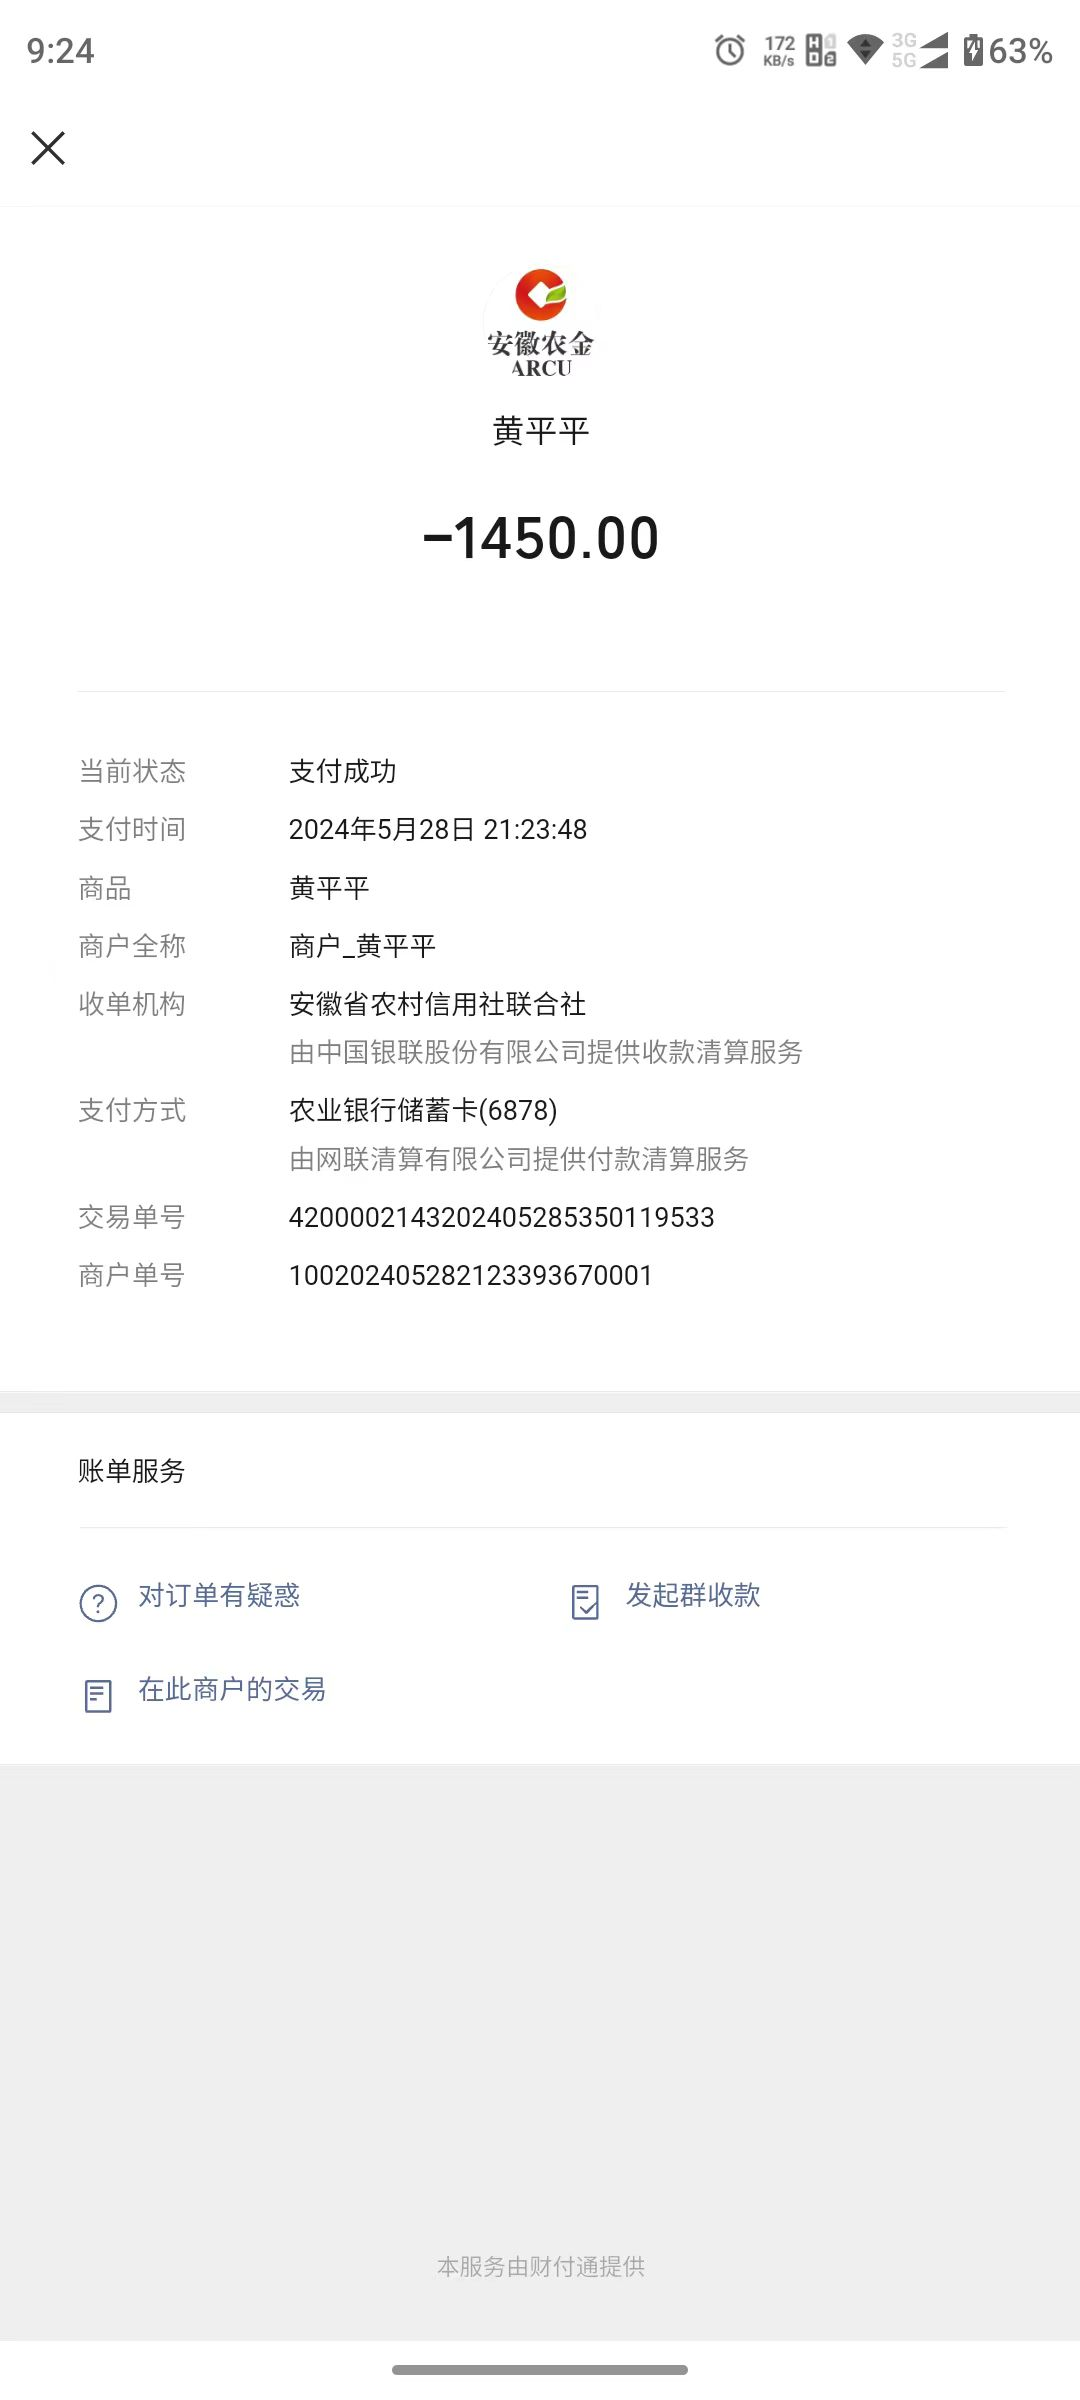 9:24
172
KB/s
3G
5G
63%
安徽农金
ARCU
黄平平
-1450.00
当前状态 支付成功
支付时间 2024年5月28日 21:23:48
商品 黄平平
商户全称 商户_黄平平
收单机构 安徽省农村信用社联合社
由中国银联股份有限公司提供收款清算服务
支付方式 农业银行储蓄卡(6878)
由网联清算有限公司提供付款清算服务
交易单号 4200002143202405285350119533
商户单号 100202405282123393670001
账单服务
对订单有疑惑 发起群收款
在此商户的交易
本服务由财付通提供